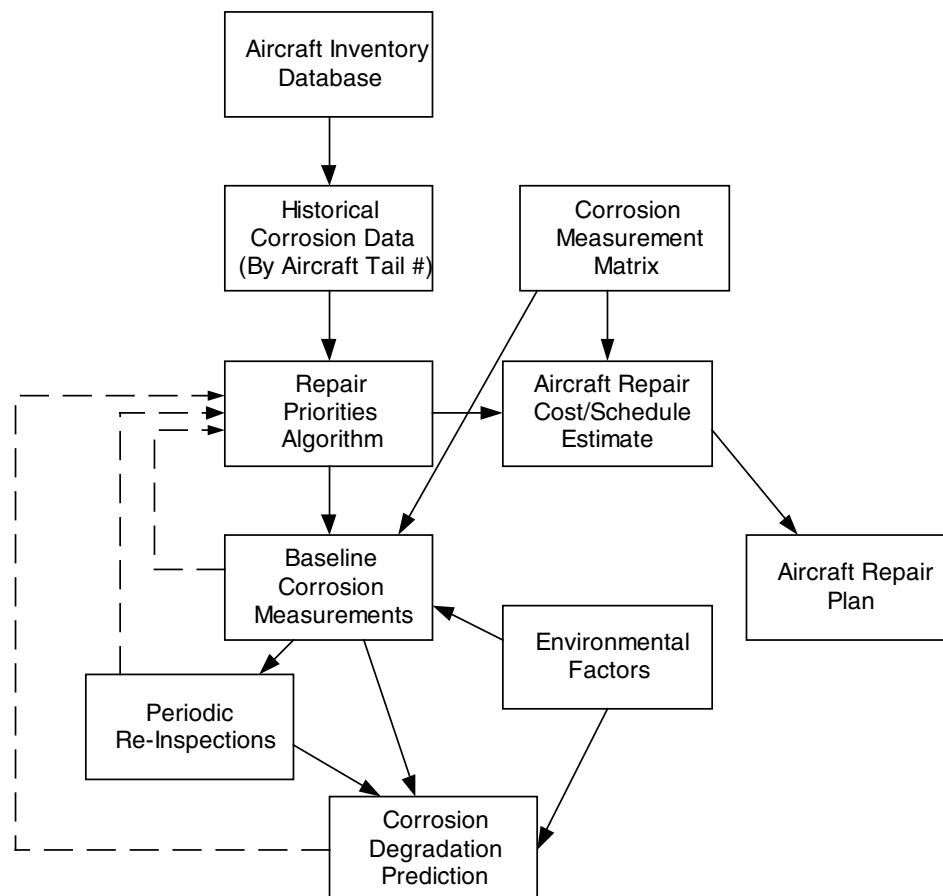 Aircraft Inventory
Database
Historical
Corrosion Data
(By Aircraft Tail #)
Corrosion
Measurement
Matrix
Repair
Priorities
Algorithm
Aircraft Repair
Cost/Schedule
Estimate
Baseline
Corrosion
Measurements
Aircraft Repair
Plan
Environmental
Factors
Periodic
Re-Inspections
Corrosion
Degradation
Prediction